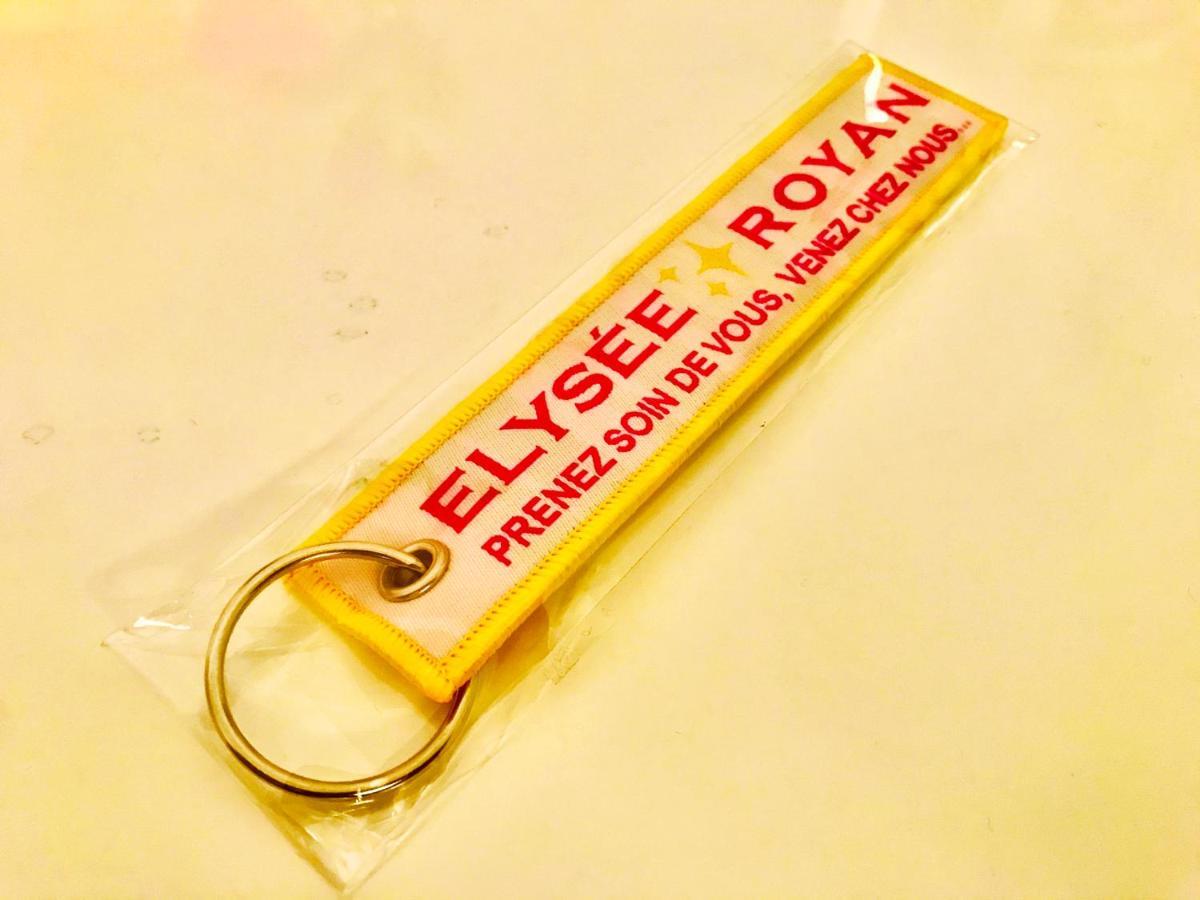 ELYSÉE ROYAN
PRENEZ SOIN DE VOUS, VENEZ CHEZ NOUS...